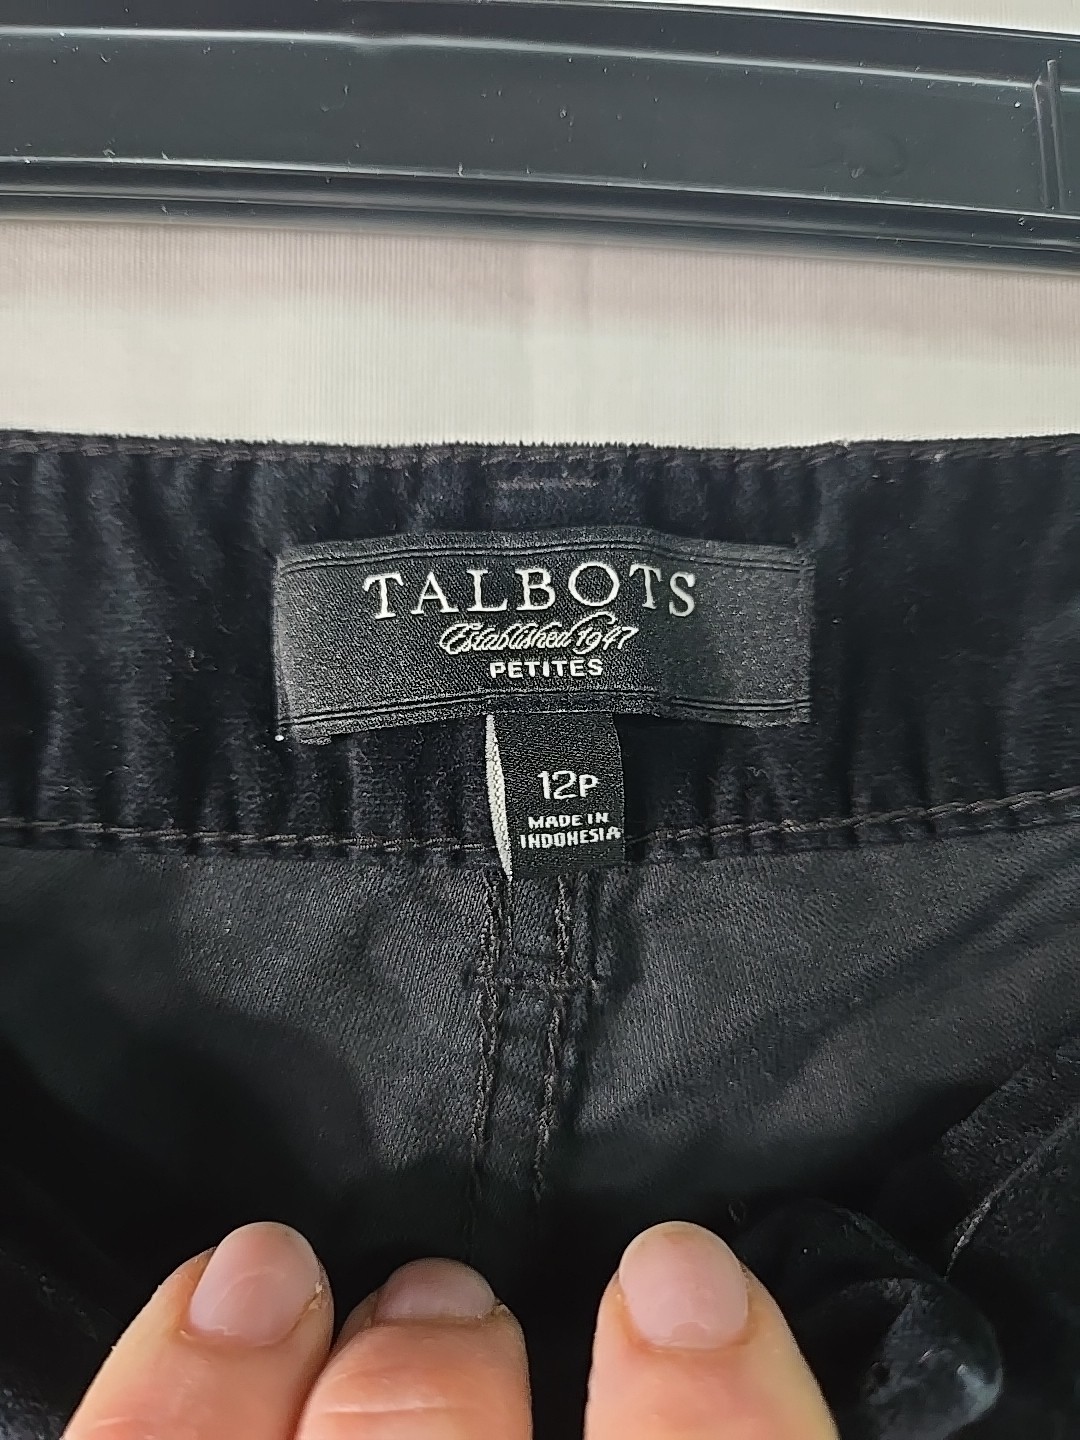 TALBOTS
Established 1947
PETITES
12P
MADE IN
INDONESIA